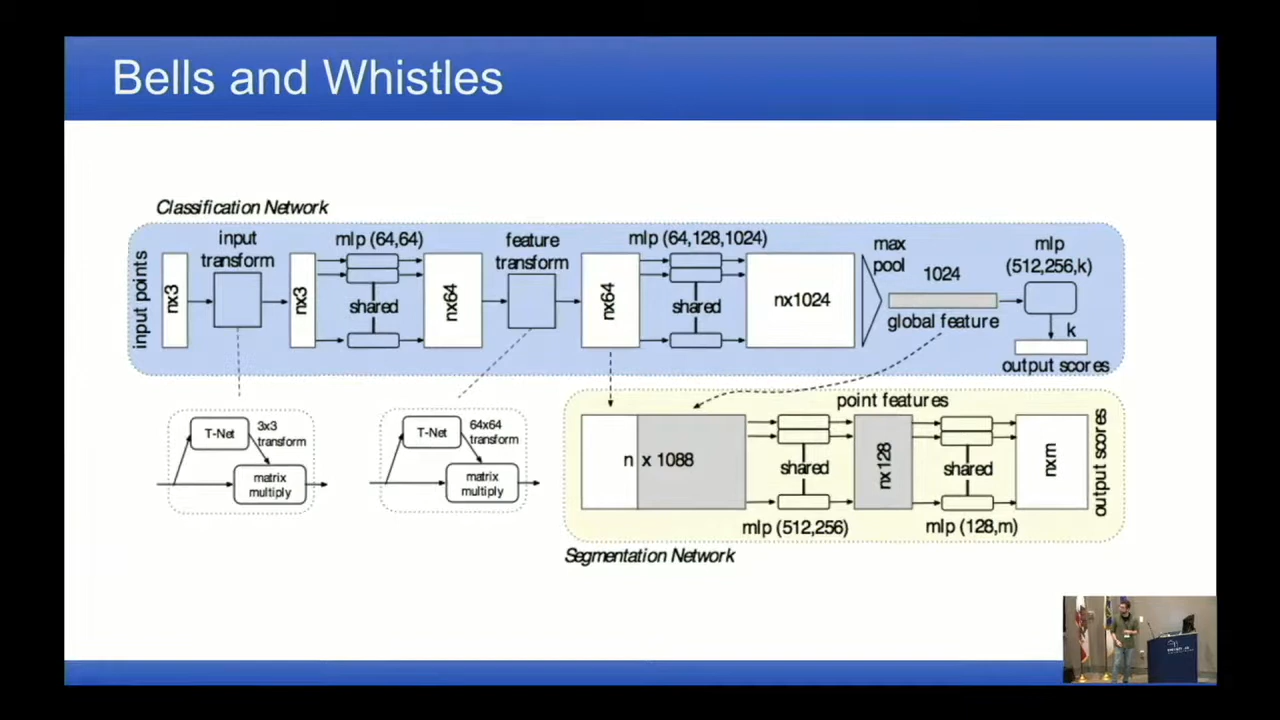 Bells and Whistles
Classification Network
input points
nx3
input
transform
nx3
mlp (64,64)
shared
nx64
feature
transform
nx64
mlp (64,128,1024)
shared
nx1024
max
pool
1024
global feature
mlp
(512,256,k)
k
output scores
T-Net
3x3
transform
matrix
multiply
T-Net
64x64
transform
matrix
multiply
n x 1088
shared
mlp (512,256)
point features
nx128
shared
mlp (128,m)
nxm
output scores
Segmentation Network